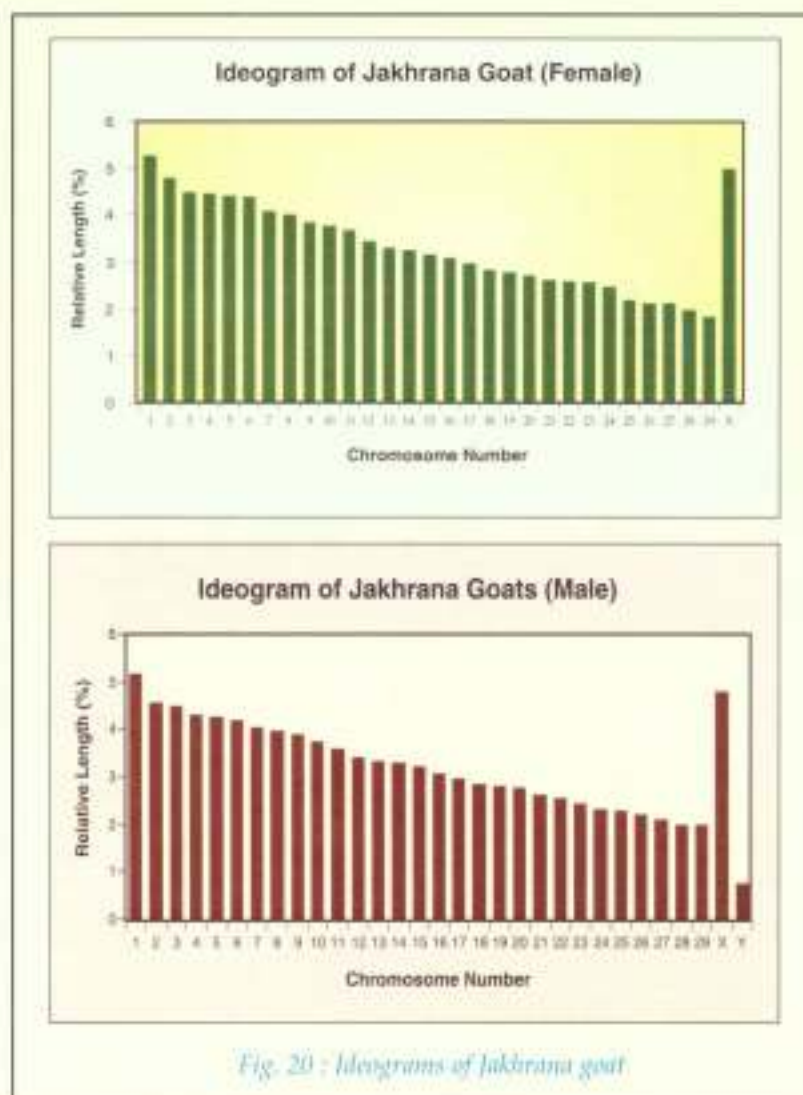 Ideogram of Jakhrana Goat (Female)
Relative Length (%)
6
5
4
3
2
1
0
1 2 3 4 5 6 7 8 9 10 11 12 13 14 15 16 17 18 19 20 21 22 23 24 25 26 27 28 29 X
Chromosome Number
Ideogram of Jakhrana Goats (Male)
Relative Length (%)
6
5
4
3
2
1
0
1 2 3 4 5 6 7 8 9 10 11 12 13 14 15 16 17 18 19 20 21 22 23 24 25 26 27 28 29 X Y
Chromosome Number
Fig. 20 : Ideograms of Jakhrana goat